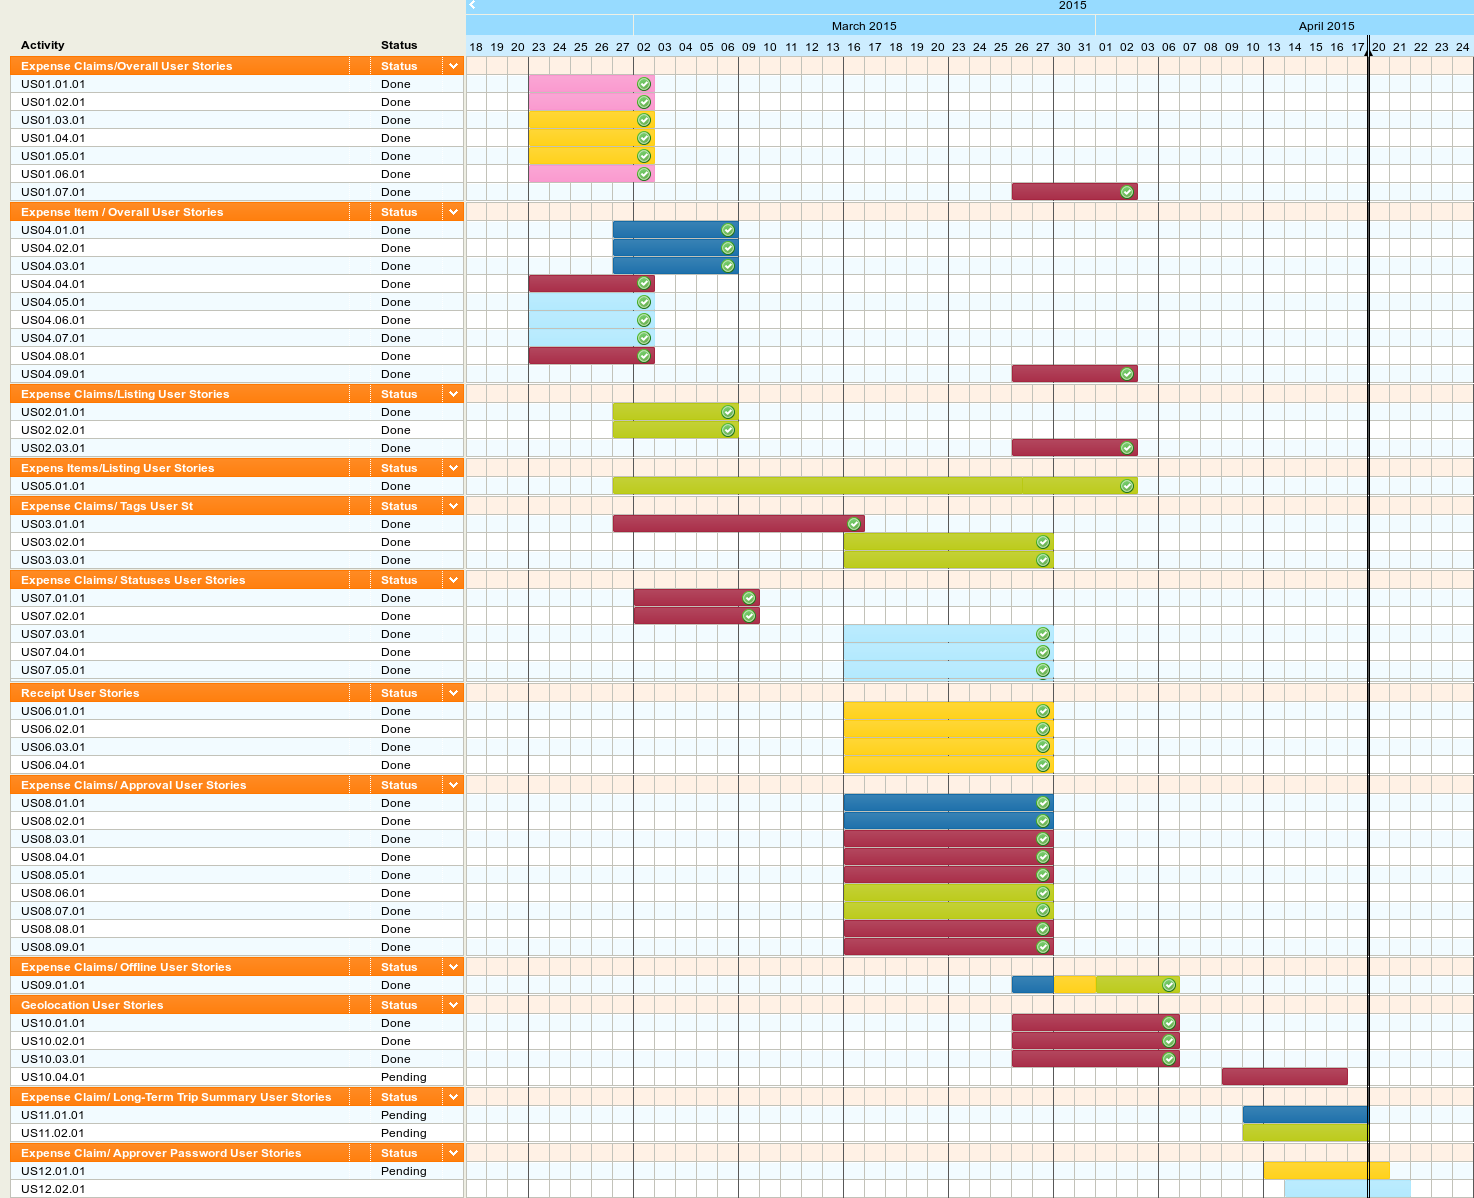 2015
March 2015 April 2015
Activity Status 18 19 20 23 24 25 26 27 02 03 04 05 06 09 10 11 12 13 16 17 18 19 20 23 24 25 26 27 30 31 01 02 03 06 07 08 09 10 13 14 15 16 17 20 21 22 23 24
Expense Claims/Overall User Stories Status
US01.01.01 Done
US01.02.01 Done
US01.03.01 Done
US01.04.01 Done
US01.05.01 Done
US01.06.01 Done
US01.07.01 Done
Expense Item / Overall User Stories Status
US04.01.01 Done
US04.02.01 Done
US04.03.01 Done
US04.04.01 Done
US04.05.01 Done
US04.06.01 Done
US04.07.01 Done
US04.08.01 Done
US04.09.01 Done
Expense Claims/Listing User Stories Status
US02.01.01 Done
US02.02.01 Done
US02.03.01 Done
Expens Items/Listing User Stories Status
US05.01.01 Done
Expense Claims/ Tags User St Status
US03.01.01 Done
US03.02.01 Done
US03.03.01 Done
Expense Claims/ Statuses User Stories Status
US07.01.01 Done
US07.02.01 Done
US07.03.01 Done
US07.04.01 Done
US07.05.01 Done
Receipt User Stories Status
US06.01.01 Done
US06.02.01 Done
US06.03.01 Done
US06.04.01 Done
Expense Claims/ Approval User Stories Status
US08.01.01 Done
US08.02.01 Done
US08.03.01 Done
US08.04.01 Done
US08.05.01 Done
US08.06.01 Done
US08.07.01 Done
US08.08.01 Done
US08.09.01 Done
Expense Claims/ Offline User Stories Status
US09.01.01 Done
Geolocation User Stories Status
US10.01.01 Done
US10.02.01 Done
US10.03.01 Done
US10.04.01 Pending
Expense Claim/ Long-Term Trip Summary User Stories Status
US11.01.01 Pending
US11.02.01 Pending
Expense Claim/ Approver Password User Stories Status
US12.01.01 Pending
US12.02.01